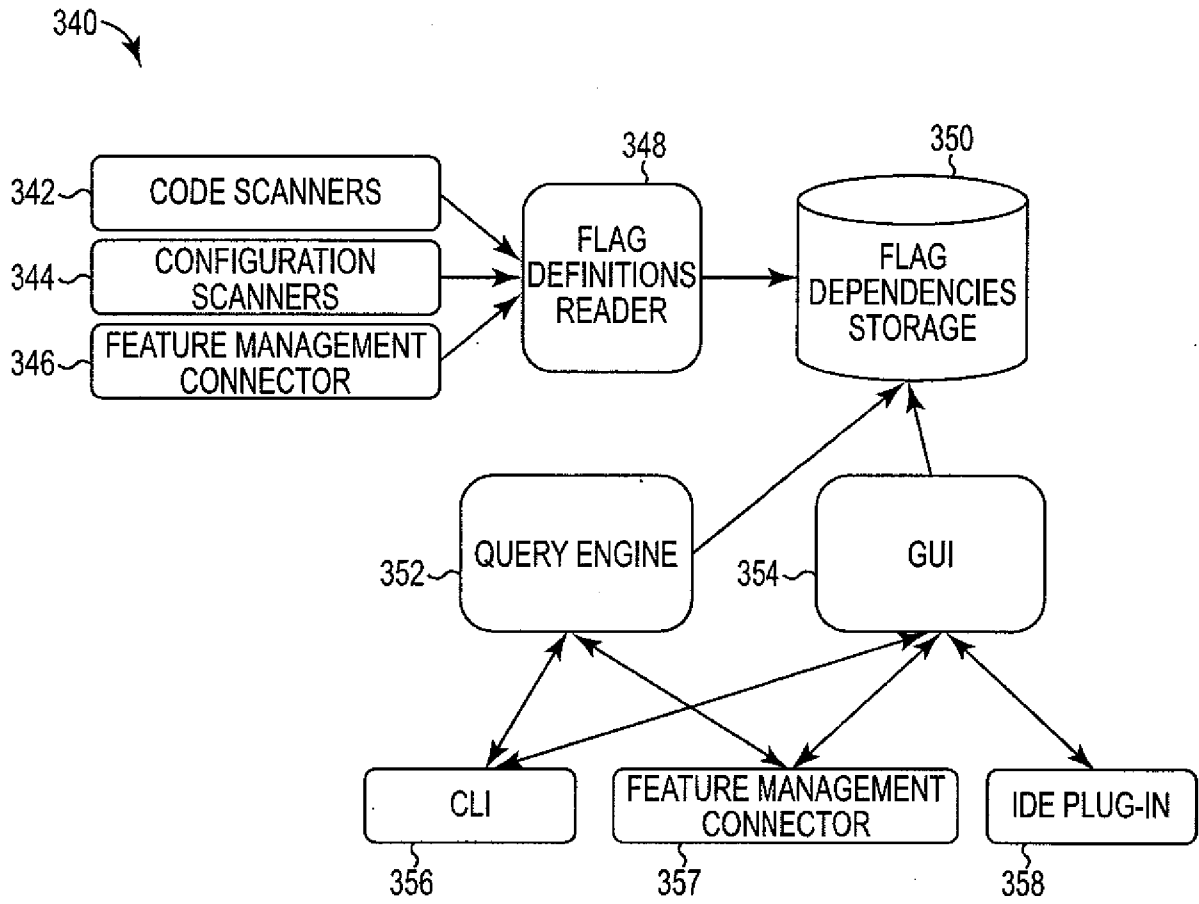 340
348
350
342
CODE SCANNERS
344
CONFIGURATION
SCANNERS
346
FEATURE MANAGEMENT
CONNECTOR
FLAG
DEFINITIONS
READER
FLAG
DEPENDENCIES
STORAGE
352
QUERY ENGINE
354
GUI
CLI
FEATURE MANAGEMENT
CONNECTOR
IDE PLUG-IN
356
357
358